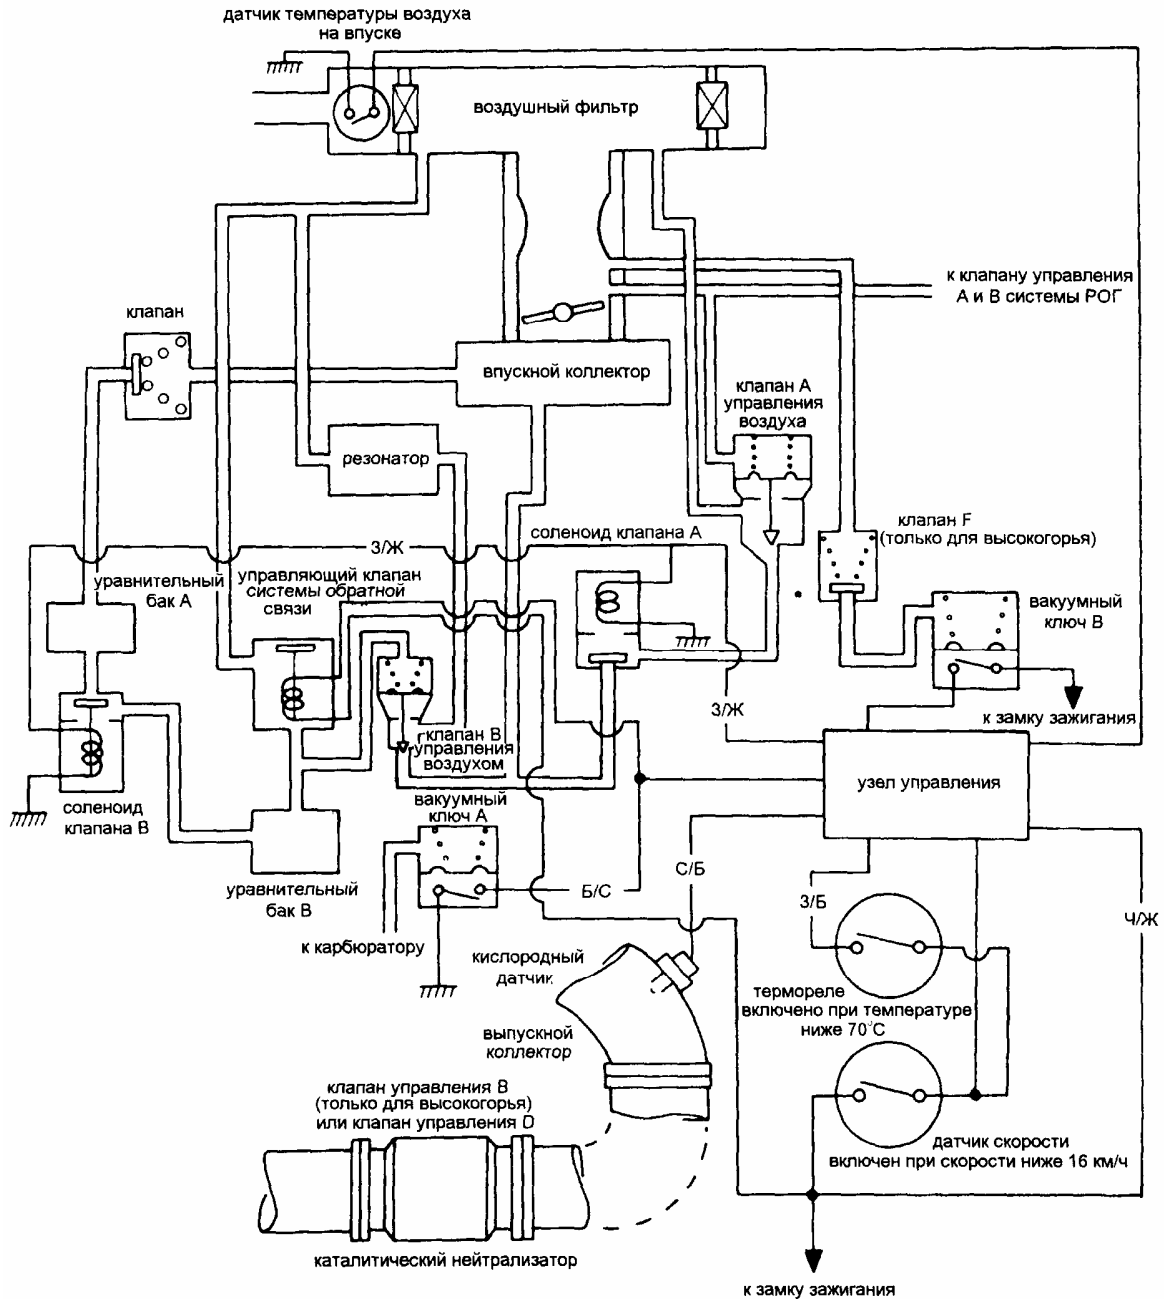 датчик температуры воздуха
на впуске
воздушный фильтр
к клапану управления
А и В системы РОГ
клапан
впускной коллектор
клапан А
управления
воздуха
резонатор
соленоид клапана А
клапан F
(только для высокогорья)
З/Ж
уравнительный
бак А
управляющий клапан
системы обратной
связи
вакуумный
ключ В
З/Ж
к замку зажигания
клапан В
управления
воздухом
узел управления
соленоид
клапана В
вакуумный
ключ А
уравнительный
бак В
Б/С
С/Б
З/Б
Ч/Ж
к карбюратору
кислородный
датчик
термореле
включено при температуре
ниже 70°С
выпускной
коллектор
клапан управления В
(только для высокогорья)
или клапан управления D
датчик скорости
включен при скорости ниже 16 км/ч
каталитический нейтрализатор
к замку зажигания